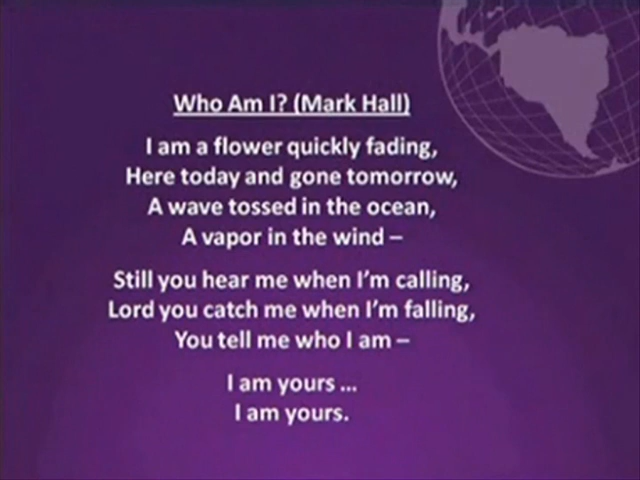 Who Am I? (Mark Hall)
I am a flower quickly fading,
Here today and gone tomorrow,
A wave tossed in the ocean,
A vapor in the wind –
Still you hear me when I'm calling,
Lord you catch me when I'm falling,
You tell me who I am –
I am yours ...
I am yours.